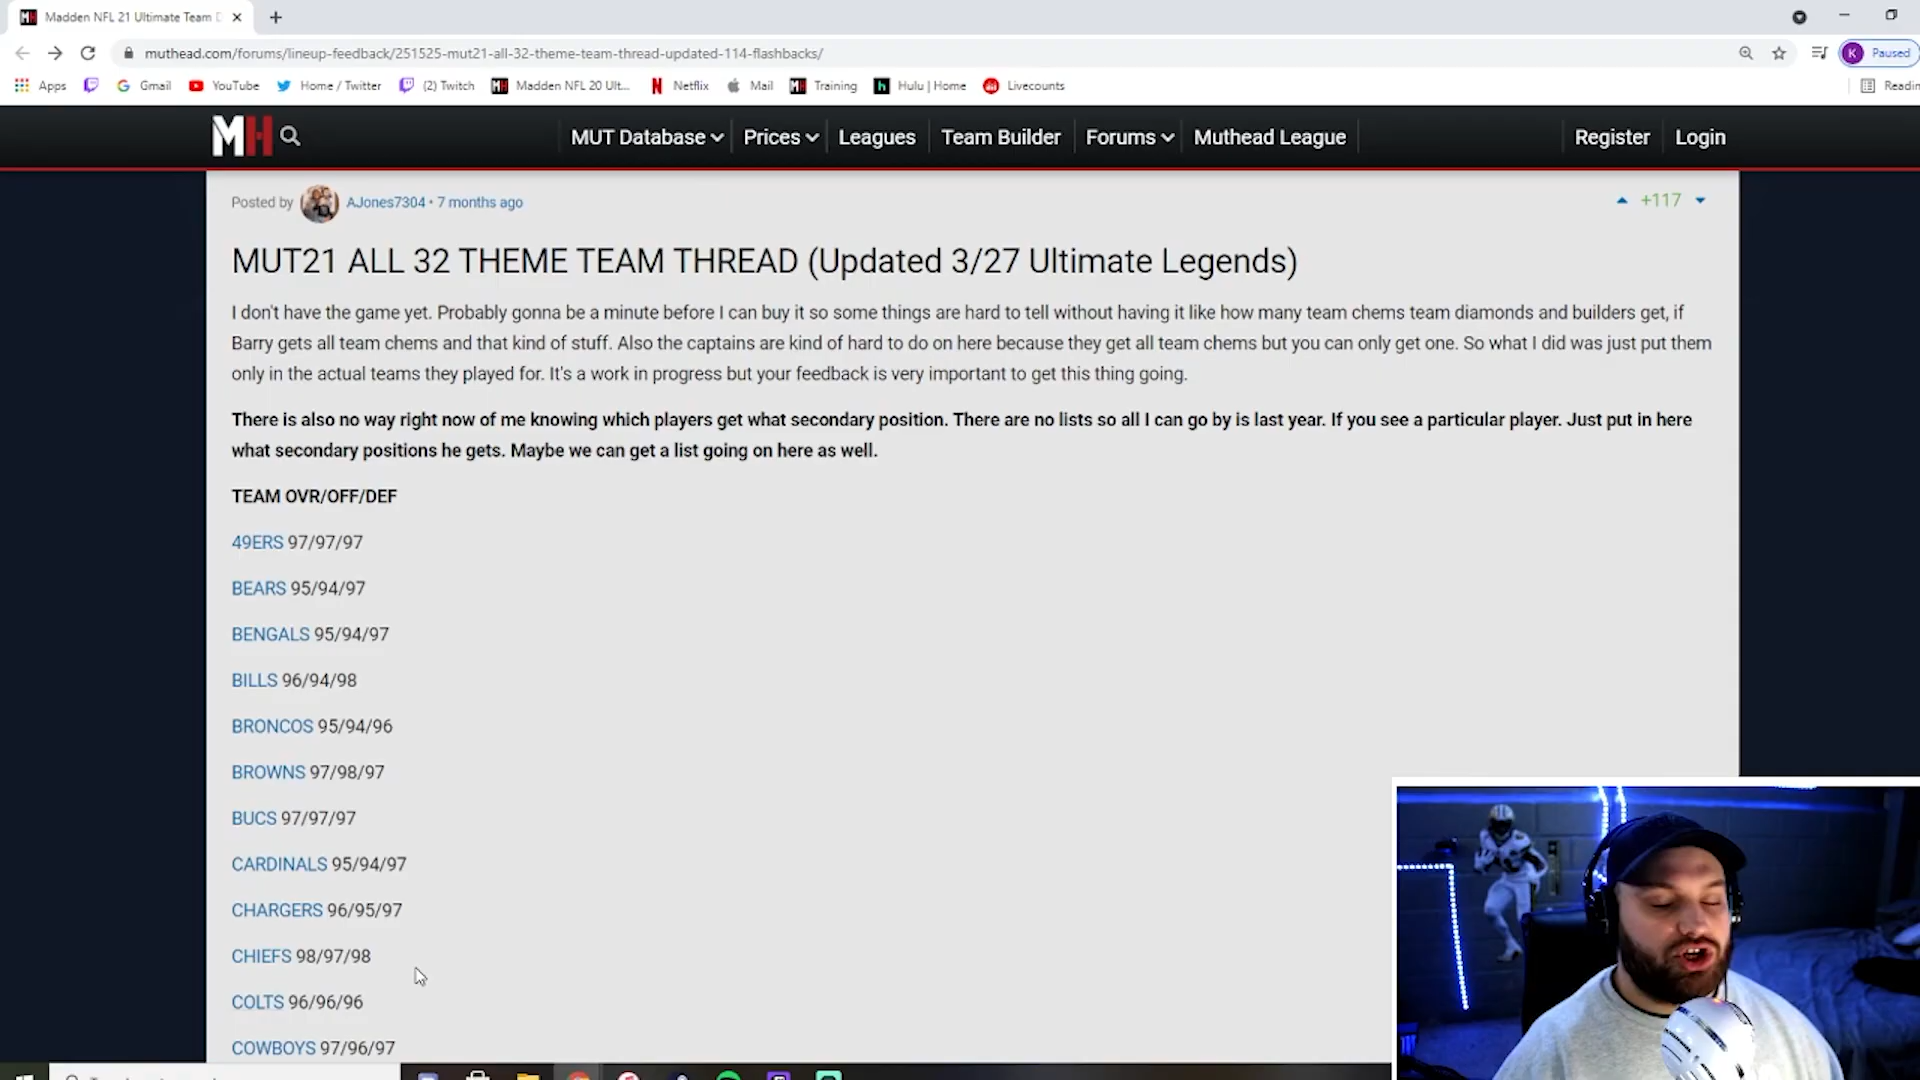 Madden NFL 21 Ultimate Team
muthead.com/forums/lineup-feedback/251525-mut21-all-32-theme-team-thread-updated-114-flashbacks/
K Paused
Apps Gmail YouTube Home / Twitter (2) Twitch Madden NFL 20 Ult... Netflix Mail Training Hulu | Home Livecounts Readin
MH MUT Database Prices Leagues Team Builder Forums Muthead League Register Login
Posted by AJones7304 • 7 months ago +117
MUT21 ALL 32 THEME TEAM THREAD (Updated 3/27 Ultimate Legends)
I don't have the game yet. Probably gonna be a minute before I can buy it so some things are hard to tell without having it like how many team chems team diamonds and builders get, if
Barry gets all team chems and that kind of stuff. Also the captains are kind of hard to do on here because they get all team chems but you can only get one. So what I did was just put them
only in the actual teams they played for. It's a work in progress but your feedback is very important to get this thing going.
There is also no way right now of me knowing which players get what secondary position. There are no lists so all I can go by is last year. If you see a particular player. Just put in here
what secondary positions he gets. Maybe we can get a list going on here as well.
TEAM OVR/OFF/DEF
49ERS 97/97/97
BEARS 95/94/97
BENGALS 95/94/97
BILLS 96/94/98
BRONCOS 95/94/96
BROWNS 97/98/97
BUCS 97/97/97
CARDINALS 95/94/97
CHARGERS 96/95/97
CHIEFS 98/97/98
COLTS 96/96/96
COWBOYS 97/96/97